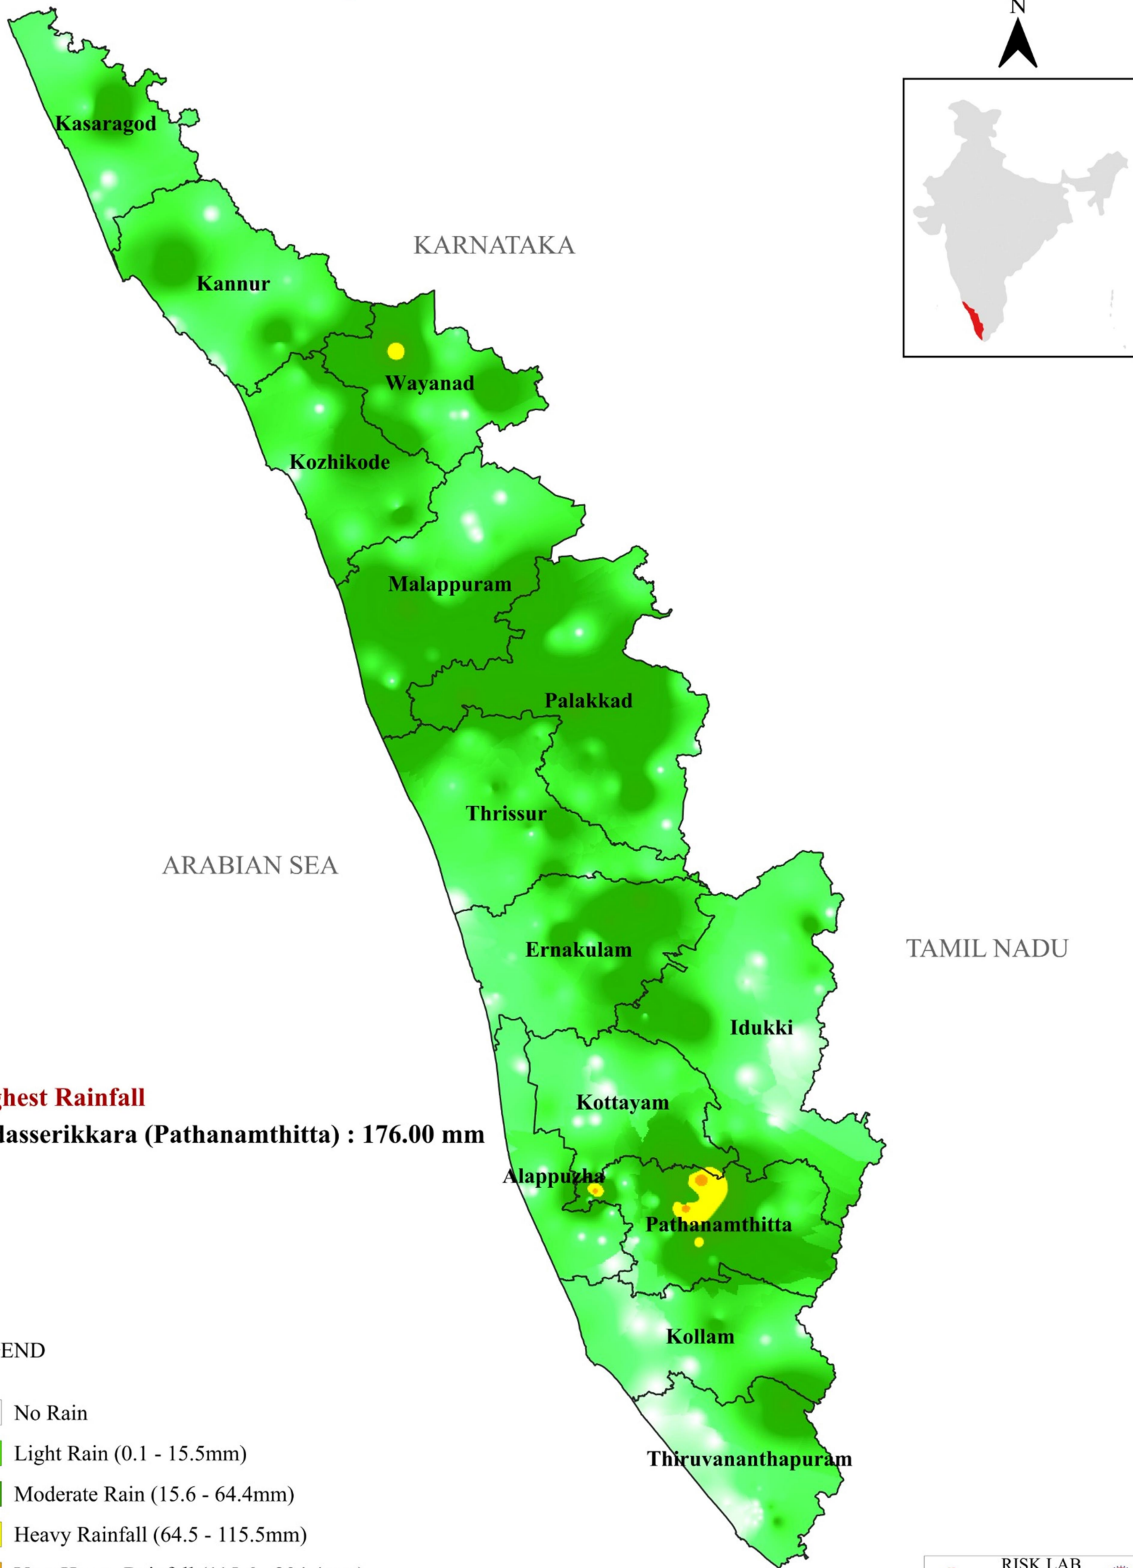 N
Kasaragod
KARNATAKA
Kannur
Wayanad
Kozhikode
Malappuram
Palakkad
Thrissur
ARABIAN SEA
Ernakulam
TAMIL NADU
Idukki
ghest Rainfall
Kottayam
lasserikkara (Pathanamthitta) : 176.00 mm
Alappuzha
Pathanamthitta
Kollam
END
No Rain
Light Rain (0.1 - 15.5mm)
Thiruvananthapuram
Moderate Rain (15.6 - 64.4mm)
Heavy Rainfall (64.5 - 115.5mm)
RISK LAB